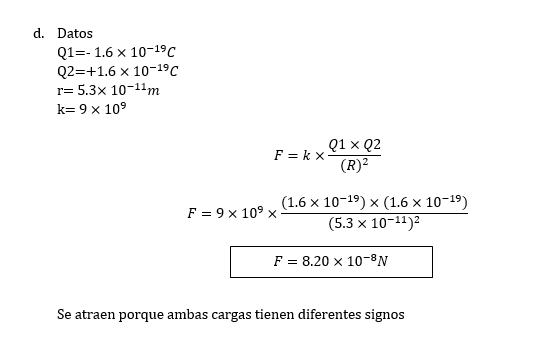 d. Datos
Q1=- 1.6 × 10⁻¹⁹C
Q2=+1.6 × 10⁻¹⁹C
r= 5.3× 10⁻¹¹m
k= 9 × 10⁹
F = k × Q1 × Q2 / (R)²
F = 9 × 10⁹ × (1.6 × 10⁻¹⁹) × (1.6 × 10⁻¹⁹) / (5.3 × 10⁻¹¹)²
F = 8.20 × 10⁻⁸N
Se atraen porque ambas cargas tienen diferentes signos